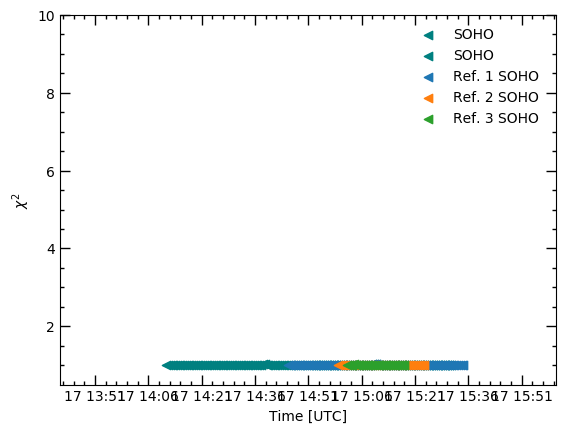 10
8
6
4
2
χ²
SOHO
SOHO
Ref. 1 SOHO
Ref. 2 SOHO
Ref. 3 SOHO
17 13:51 17 14:06 17 14:21 17 14:36 17 14:51 17 15:06 17 15:21 17 15:36 17 15:51
Time [UTC]